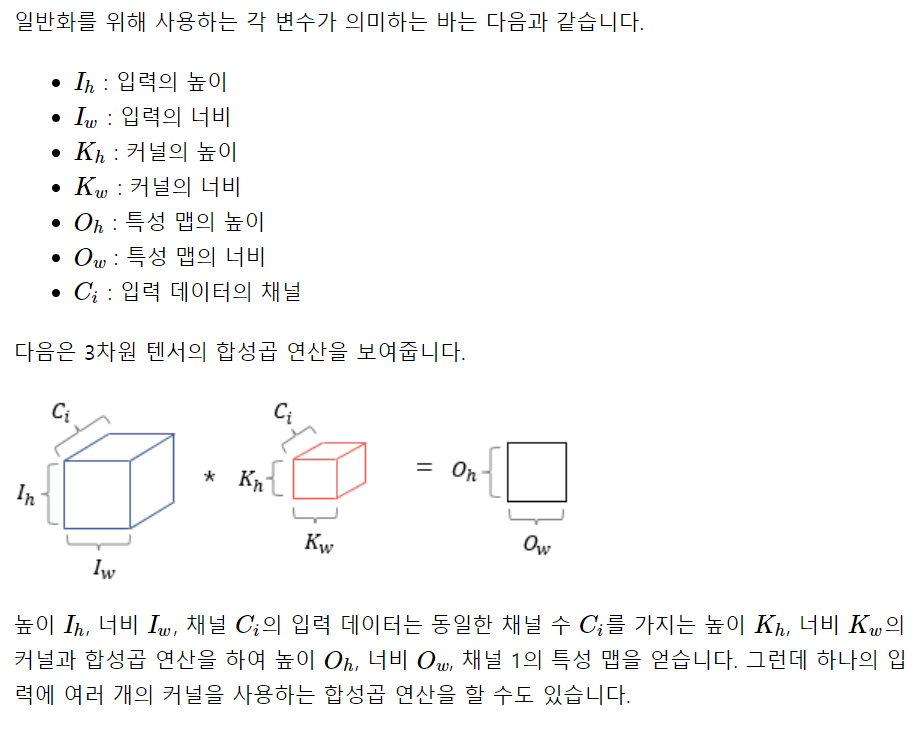 일반화를 위해 사용하는 각 변수가 의미하는 바는 다음과 같습니다.
• I_h : 입력의 높이
• I_w : 입력의 너비
• K_h : 커널의 높이
• K_w : 커널의 너비
• O_h : 특성 맵의 높이
• O_w : 특성 맵의 너비
• C_i : 입력 데이터의 채널
다음은 3차원 텐서의 합성곱 연산을 보여줍니다.
C_i
I_h
I_w
*
C_i
K_h
K_w
=
O_h
O_w
높이 I_h, 너비 I_w, 채널 C_i의 입력 데이터는 동일한 채널 수 C_i를 가지는 높이 K_h, 너비 K_w의
커널과 합성곱 연산을 하여 높이 O_h, 너비 O_w, 채널 1의 특성 맵을 얻습니다. 그런데 하나의 입
력에 여러 개의 커널을 사용하는 합성곱 연산을 할 수도 있습니다.